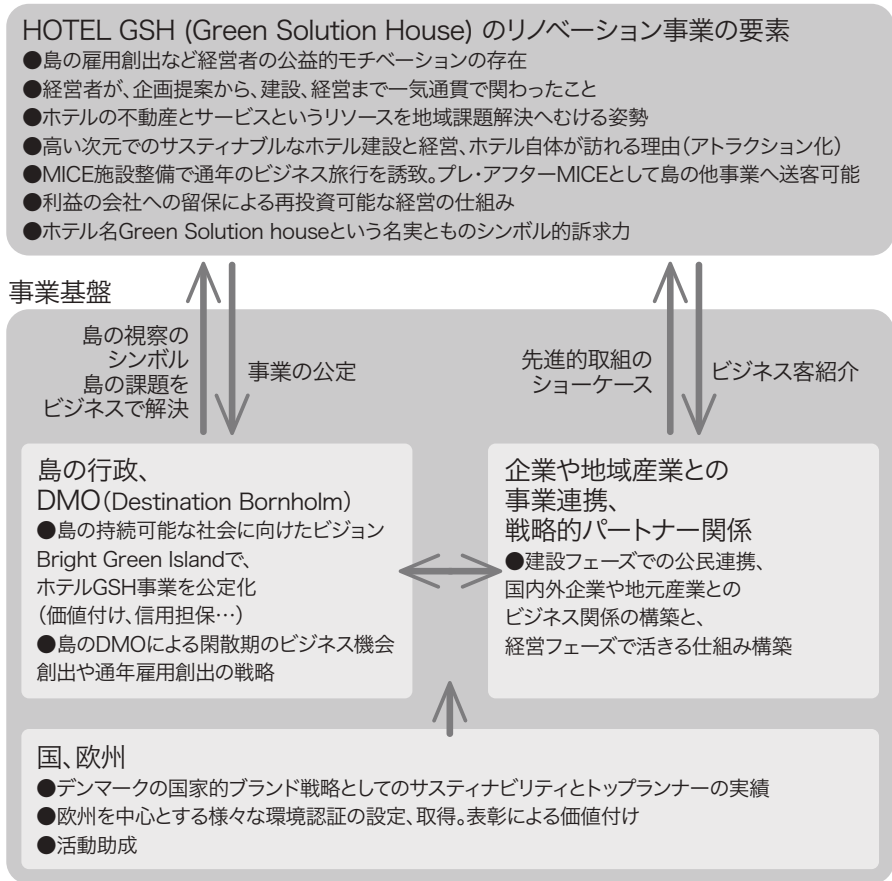 HOTEL GSH (Green Solution House) のリノベーション事業の要素
●島の雇用創出など経営者の公益的モチベーションの存在
●経営者が、企画提案から、建設、経営まで一気通貫で関わったこと
●ホテルの不動産とサービスというリソースを地域課題解決へむける姿勢
●高い次元でのサスティナブルなホテル建設と経営、ホテル自体が訪れる理由(アトラクション化)
●MICE施設整備で通年のビジネス旅行を誘致。プレ・アフターMICEとして島の他事業へ送客可能
●利益の会社への留保による再投資可能な経営の仕組み
●ホテル名Green Solution houseという名実とものシンボル的訴求力
事業基盤
島の視察の
シンボル
島の課題を
ビジネスで解決
事業の公定
先進的取組の
ショーケース
ビジネス客紹介
島の行政、
DMO(Destination Bornholm)
●島の持続可能な社会に向けたビジョン
Bright Green Islandで、
ホテルGSH事業を公定化
(価値付け、信用担保…)
●島のDMOによる閑散期のビジネス機会
創出や通年雇用創出の戦略
企業や地域産業との
事業連携、
戦略的パートナー関係
●建設フェーズでの公民連携、
国内外企業や地元産業との
ビジネス関係の構築と、
経営フェーズで活きる仕組み構築
国、欧州
●デンマークの国家的ブランド戦略としてのサスティナビリティとトップランナーの実績
●欧州を中心とする様々な環境認証の設定、取得。表彰による価値付け
●活動助成